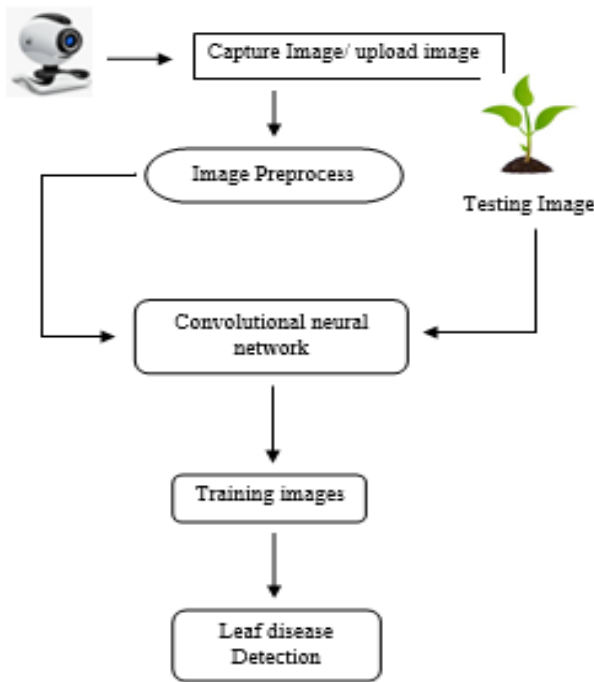 Capture Image/ upload image
Image Preprocess
Testing Image
Convolutional neural
network
Training images
Leaf disease
Detection